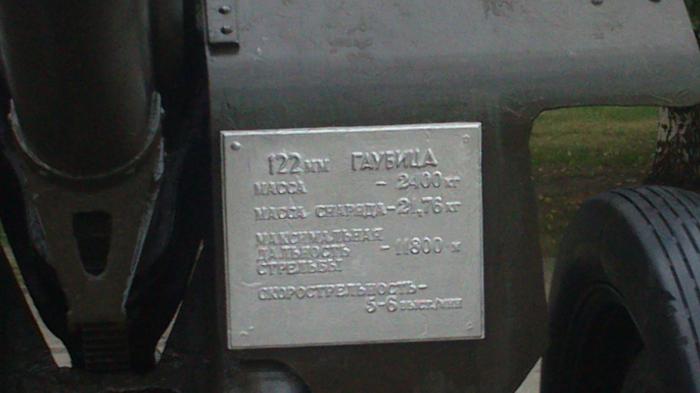 122 мм ГАУБИЦА
МАССА - 2400 кг
МАССА СНАРЯДА - 21,76 кг
МАКСИМАЛЬНАЯ
ДАЛЬНОСТЬ - 11800 м
СТРЕЛЬБЫ
СКОРОСТРЕЛЬНОСТЬ -
5-6 выст/мин